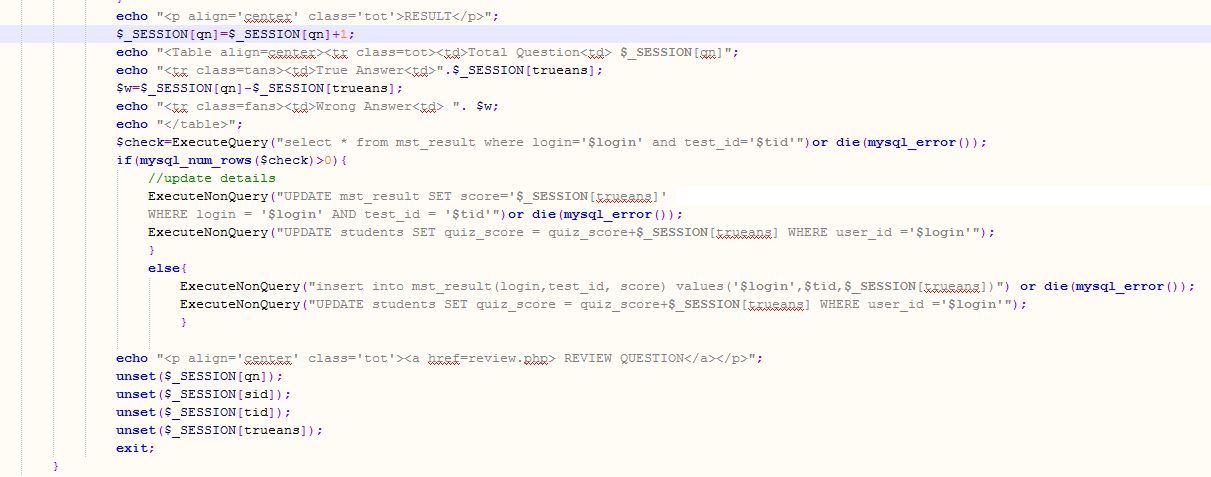 }
echo "<p align='center' class='tot'>RESULT</p>";
$_SESSION[qn]=$_SESSION[qn]+1;
echo "<Table align=center><tr class=tot><td>Total Question<td> $_SESSION[qn]";
echo "<tr class=tans><td>True Answer<td>".$_SESSION[trueans];
$w=$_SESSION[qn]-$_SESSION[trueans];
echo "<tr class=fans><td>Wrong Answer<td> ". $w;
echo "</table>";
$check=ExecuteQuery("select * from mst_result where login='$login' and test_id='$tid'")or die(mysql_error());
if(mysql_num_rows($check)>0){
//update details
ExecuteNonQuery("UPDATE mst_result SET score='$_SESSION[trueans]'
WHERE login = '$login' AND test_id = '$tid'")or die(mysql_error());
ExecuteNonQuery("UPDATE students SET quiz_score = quiz_score+$_SESSION[trueans] WHERE user_id ='$login'");
}
else{
ExecuteNonQuery("insert into mst_result(login,test_id, score) values('$login',$tid,$_SESSION[trueans])") or die(mysql_error());
ExecuteNonQuery("UPDATE students SET quiz_score = quiz_score+$_SESSION[trueans] WHERE user_id ='$login'");
}
echo "<p align='center' class='tot'><a href=review.php> REVIEW QUESTION</a></p>";
unset($_SESSION[qn]);
unset($_SESSION[sid]);
unset($_SESSION[tid]);
unset($_SESSION[trueans]);
exit;
}